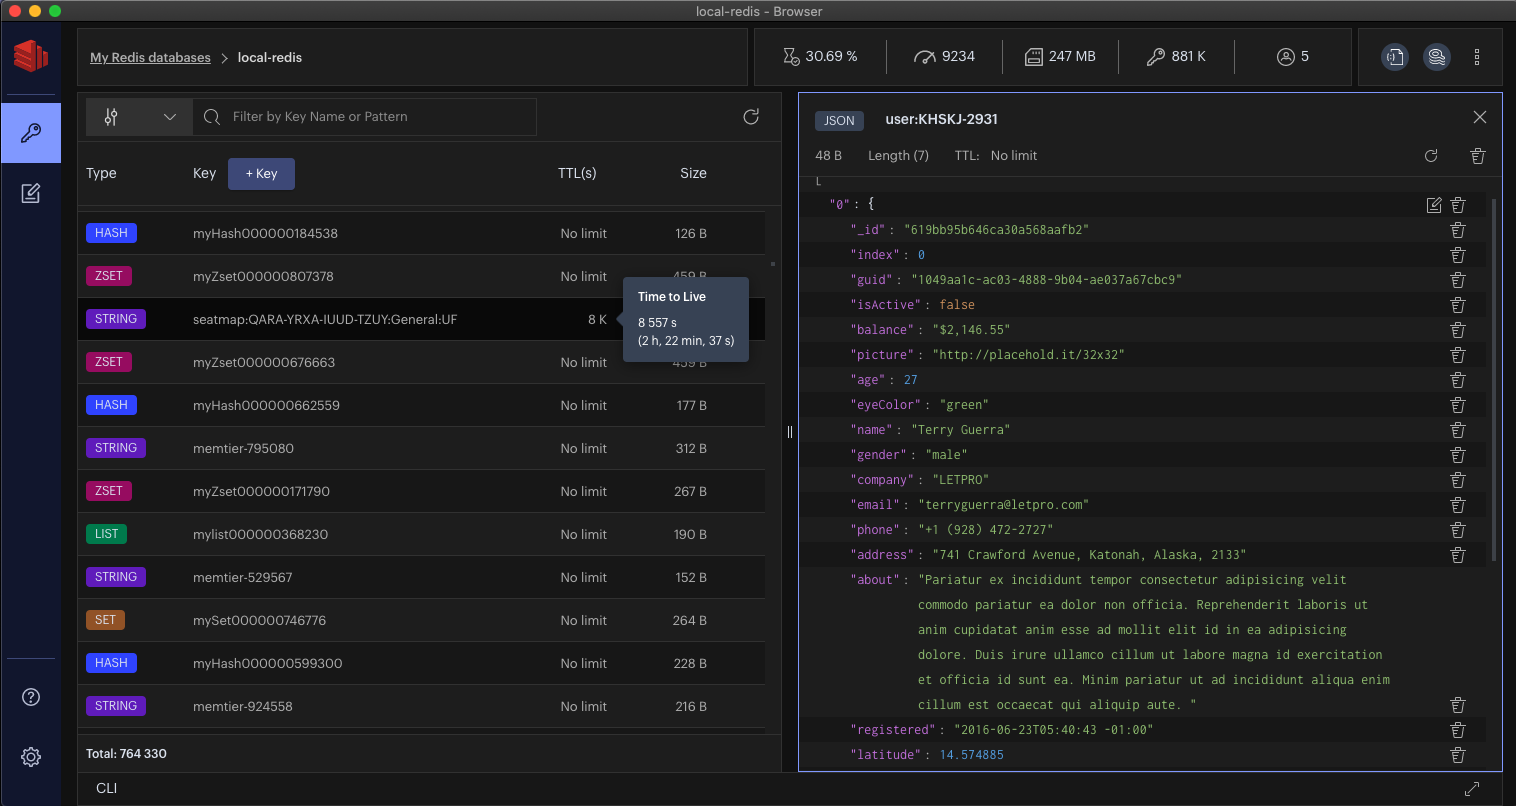 local-redis - Browser
My Redis databases > local-redis
30.69 %
9234
247 MB
881 K
5
Filter by Key Name or Pattern
Type Key + Key TTL(s) Size
HASH myHash000000184538 No limit 126 B
ZSET myZset000000807378 No limit 459 B
STRING seatmap:QARA-YRXA-IUUD-TZUY:General:UF 8 K
Time to Live
8 557 s
(2 h, 22 min, 37 s)
ZSET myZset000000676663 No limit 459 B
HASH myHash000000662559 No limit 177 B
STRING memtier-795080 No limit 312 B
ZSET myZset000000171790 No limit 267 B
LIST mylist000000368230 No limit 190 B
STRING memtier-529567 No limit 152 B
SET mySet000000746776 No limit 264 B
HASH myHash000000599300 No limit 228 B
STRING memtier-924558 No limit 216 B
Total: 764 330
JSON user:KHSKJ-2931
48 B Length (7) TTL: No limit
[
"0" : {
"_id" : "619bb95b646ca30a568aafb2"
"index" : 0
"guid" : "1049aa1c-ac03-4888-9b04-ae037a67cbc9"
"isActive" : false
"balance" : "$2,146.55"
"picture" : "http://placehold.it/32x32"
"age" : 27
"eyeColor" : "green"
"name" : "Terry Guerra"
"gender" : "male"
"company" : "LETPRO"
"email" : "terryguerra@letpro.com"
"phone" : "+1 (928) 472-2727"
"address" : "741 Crawford Avenue, Katonah, Alaska, 2133"
"about" : "Pariatur ex incididunt tempor consectetur adipisicing velit
commodo pariatur ea dolor non officia. Reprehenderit laboris ut
anim cupidatat anim esse ad mollit elit id in ea adipisicing
dolore. Duis irure ullamco cillum ut labore magna id exercitation
et officia id sunt ea. Minim pariatur ut ad incididunt aliqua enim
cillum est occaecat qui aliquip aute. "
"registered" : "2016-06-23T05:40:43 -01:00"
"latitude" : 14.574885
CLI